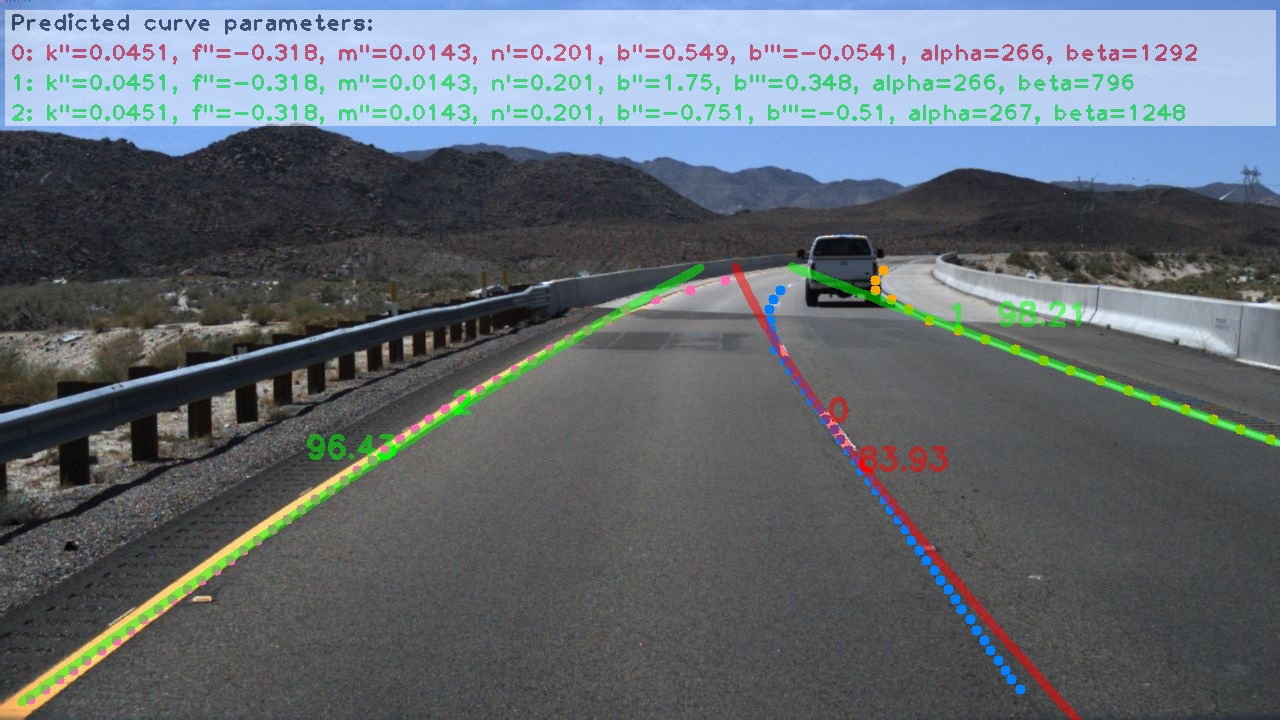 Predicted curve parameters:
0: k''=0.0451, f''=-0.318, m''=0.0143, n'=0.201, b''=0.549, b'''=-0.0541, alpha=266, beta=1292
1: k''=0.0451, f''=-0.318, m''=0.0143, n'=0.201, b''=1.75, b'''=0.348, alpha=266, beta=796
2: k''=0.0451, f''=-0.318, m''=0.0143, n'=0.201, b''=-0.751, b'''=-0.51, alpha=267, beta=1248
1 98.21
2
0
96.43
83.93